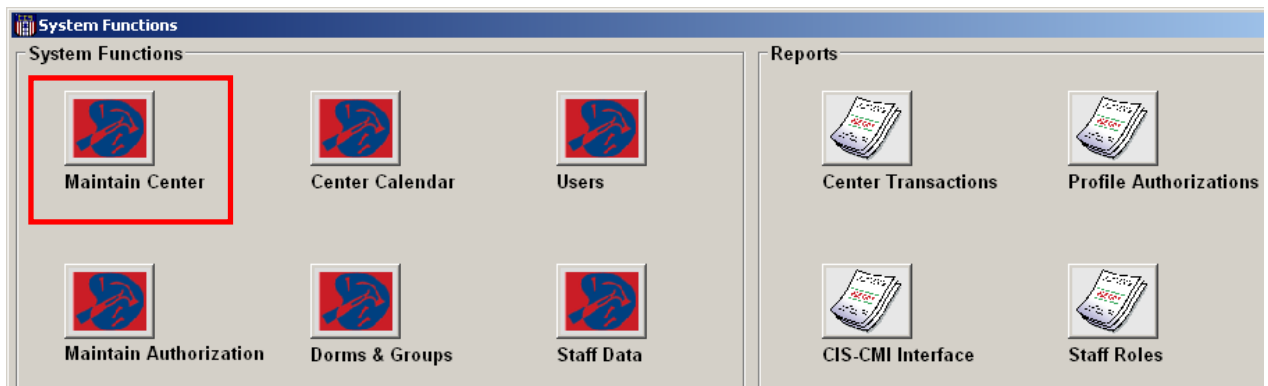 System Functions
System Functions
Reports
Maintain Center
Center Calendar
Users
Center Transactions
Profile Authorizations
Maintain Authorization
Dorms & Groups
Staff Data
CIS-CMI Interface
Staff Roles